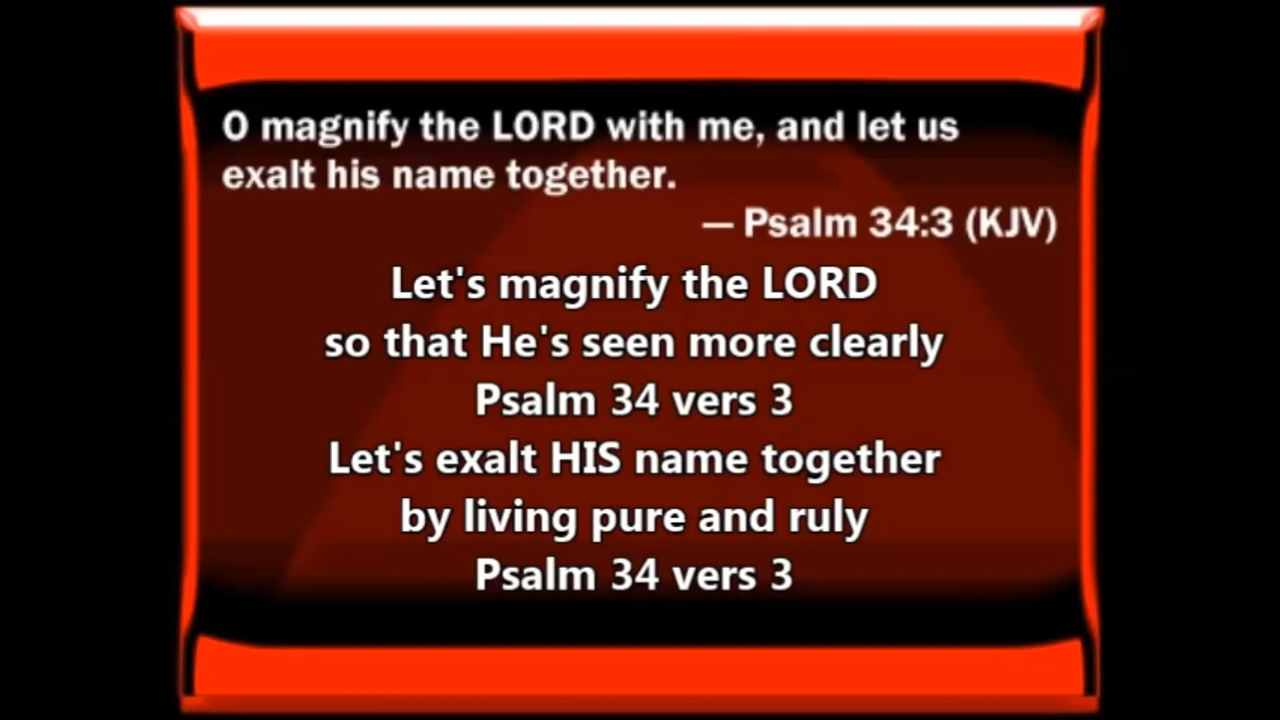 O magnify the LORD with me, and let us
exalt his name together.
— Psalm 34:3 (KJV)
Let's magnify the LORD
so that He's seen more clearly
Psalm 34 vers 3
Let's exalt HIS name together
by living pure and ruly
Psalm 34 vers 3